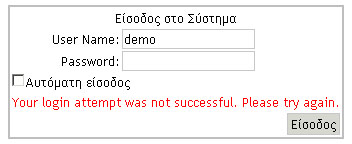 Είσοδος στο Σύστημα
User Name: demo
Password:
Αυτόματη είσοδος
Your login attempt was not successful. Please try again.
Είσοδος